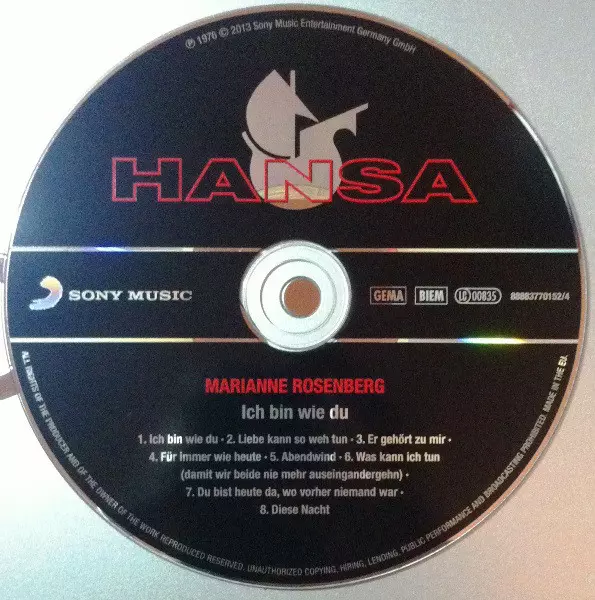 ℗ 1976 © 2013 Sony Music Entertainment Germany GmbH
HANSA
SONY MUSIC
GEMA BIEM LC 00835 88883770152/4
MARIANNE ROSENBERG
Ich bin wie du
1. Ich bin wie du · 2. Liebe kann so weh tun · 3. Er gehört zu mir ·
4. Für immer wie heute · 5. Abendwind · 6. Was kann ich tun
(damit wir beide nie mehr auseingandergehn) ·
7. Du bist heute da, wo vorher niemand war ·
8. Diese Nacht
ALL RIGHTS OF THE PRODUCER AND OF THE OWNER OF THE WORK REPRODUCED RESERVED. UNAUTHORIZED COPYING, HIRING, LENDING, PUBLIC PERFORMANCE AND BROADCASTING PROHIBITED. MADE IN THE EU.